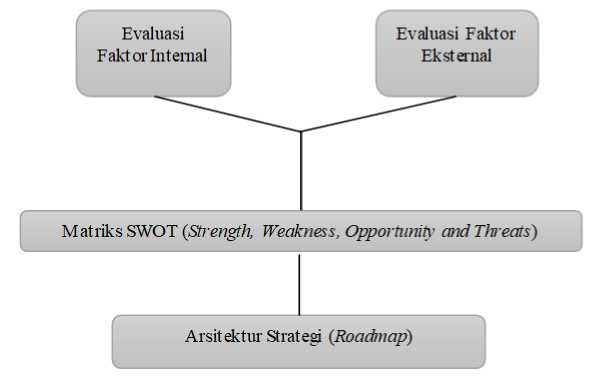 Evaluasi
Faktor Internal
Evaluasi Faktor
Eksternal
Matriks SWOT (Strength, Weakness, Opportunity and Threats)
Arsitektur Strategi (Roadmap)